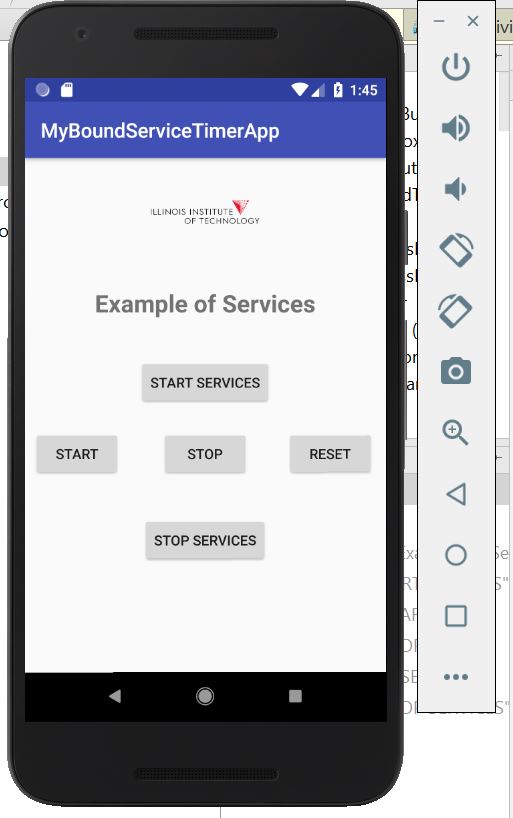 1:45
MyBoundServiceTimerApp
ILLINOIS INSTITUTE
OF TECHNOLOGY
Example of Services
START SERVICES
START STOP RESET
STOP SERVICES